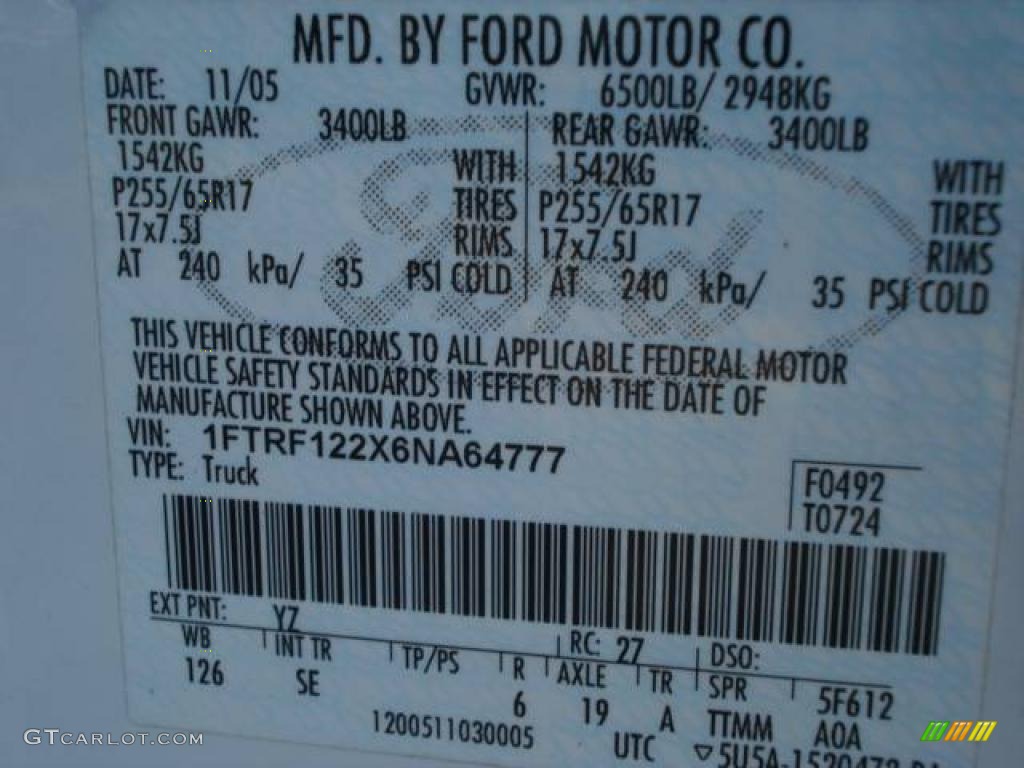 MFD. BY FORD MOTOR CO.
DATE: 11/05 GVWR: 6500LB/ 2948KG
FRONT GAWR: 3400LB REAR GAWR: 3400LB
1542KG WITH 1542KG WITH
P255/65R17 TIRES P255/65R17 TIRES
17x7.5J RIMS 17x7.5J RIMS
AT 240 kPa/ 35 PSI COLD AT 240 kPa/ 35 PSI COLD
Ford
THIS VEHICLE CONFORMS TO ALL APPLICABLE FEDERAL MOTOR
VEHICLE SAFETY STANDARDS IN EFFECT ON THE DATE OF
MANUFACTURE SHOWN ABOVE.
VIN: 1FTRF122X6NA64777
TYPE: Truck
F0492
T0724
EXT PNT: YZ RC: 27 DSO:
WB INT TR TP/PS R AXLE TR SPR 5F612
126 SE 6 19 A TTMM AOA
1200511030005 UTC
GTCARLOT.COM